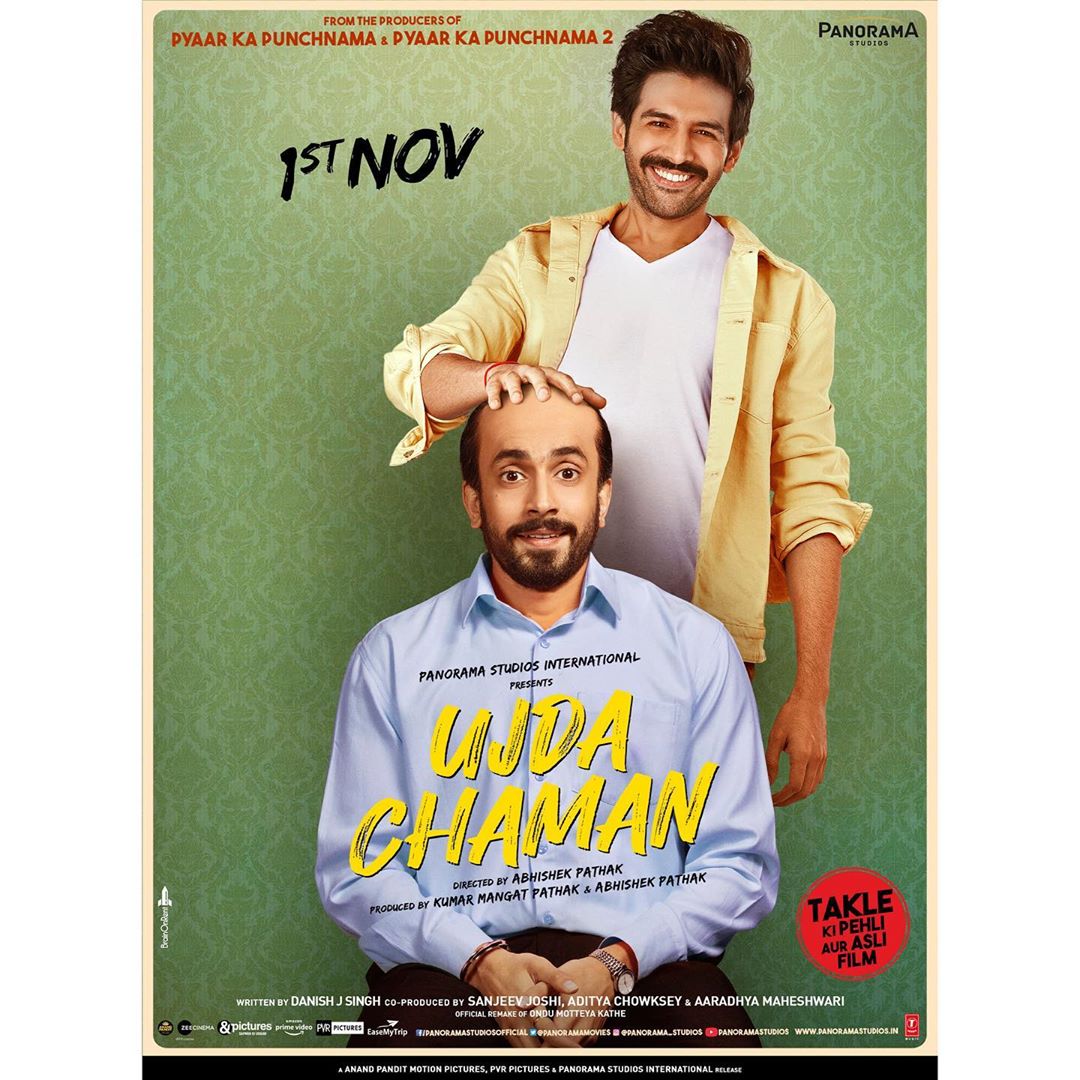 FROM THE PRODUCERS OF
PYAAR KA PUNCHNAMA & PYAAR KA PUNCHNAMA 2
PANORAMA
STUDIOS
1ST NOV
PANORAMA STUDIOS INTERNATIONAL
PRESENTS
UJDA
CHAMAN
DIRECTED BY ABHISHEK PATHAK
PRODUCED BY KUMAR MANGAT PATHAK & ABHISHEK PATHAK
TAKLE
KI PEHLI
AUR ASLI
FILM
BrainOnRent
WRITTEN BY DANISH J SINGH CO-PRODUCED BY SANJEEV JOSHI, ADITYA CHOWKSEY & AARADHYA MAHESHWARI
OFFICIAL REMAKE OF ONDU MOTTEYA KATHE
ZEE CINEMA &pictures amazon prime video PVR PICTURES EaseMyTrip /PANORAMASTUDIOSOFFICIAL @PANORAMAMOVIES @PANORAMA_STUDIOS /PANORAMASTUDIOS WWW.PANORAMASTUDIOS.IN
A ANAND PANDIT MOTION PICTURES, PVR PICTURES & PANORAMA STUDIOS INTERNATIONAL RELEASE